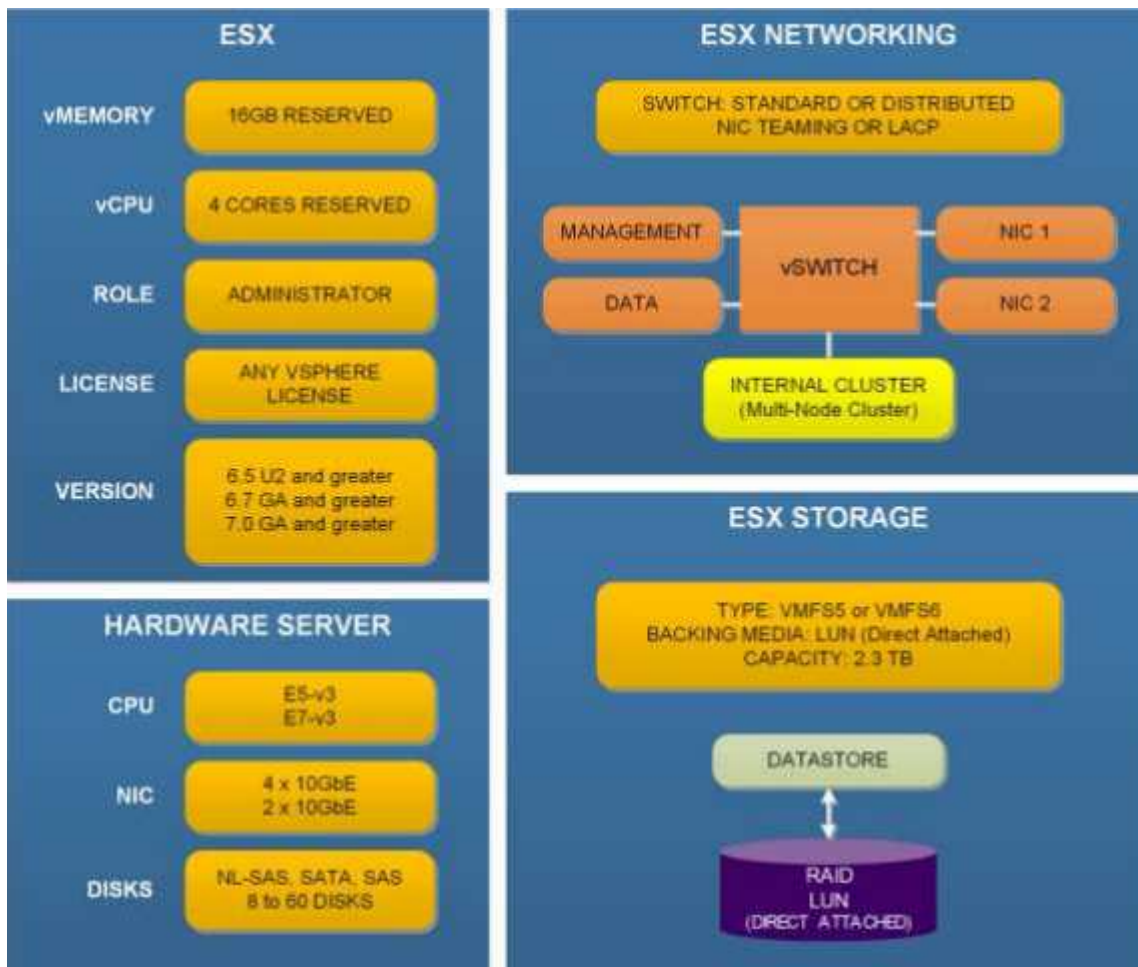 ESX
vMEMORY
16GB RESERVED
vCPU
4 CORES RESERVED
ROLE
ADMINISTRATOR
LICENSE
ANY VSPHERE
LICENSE
VERSION
6.5 U2 and greater
6.7 GA and greater
7.0 GA and greater
HARDWARE SERVER
CPU
E5-v3
E7-v3
NIC
4 x 10GbE
2 x 10GbE
DISKS
NL-SAS, SATA, SAS
8 to 60 DISKS
ESX NETWORKING
SWITCH: STANDARD OR DISTRIBUTED
NIC TEAMING OR LACP
MANAGEMENT
DATA
vSWITCH
NIC 1
NIC 2
INTERNAL CLUSTER
(Multi-Node Cluster)
ESX STORAGE
TYPE: VMFS5 or VMFS6
BACKING MEDIA: LUN (Direct Attached)
CAPACITY: 2.3 TB
DATASTORE
RAID
LUN
(DIRECT ATTACHED)